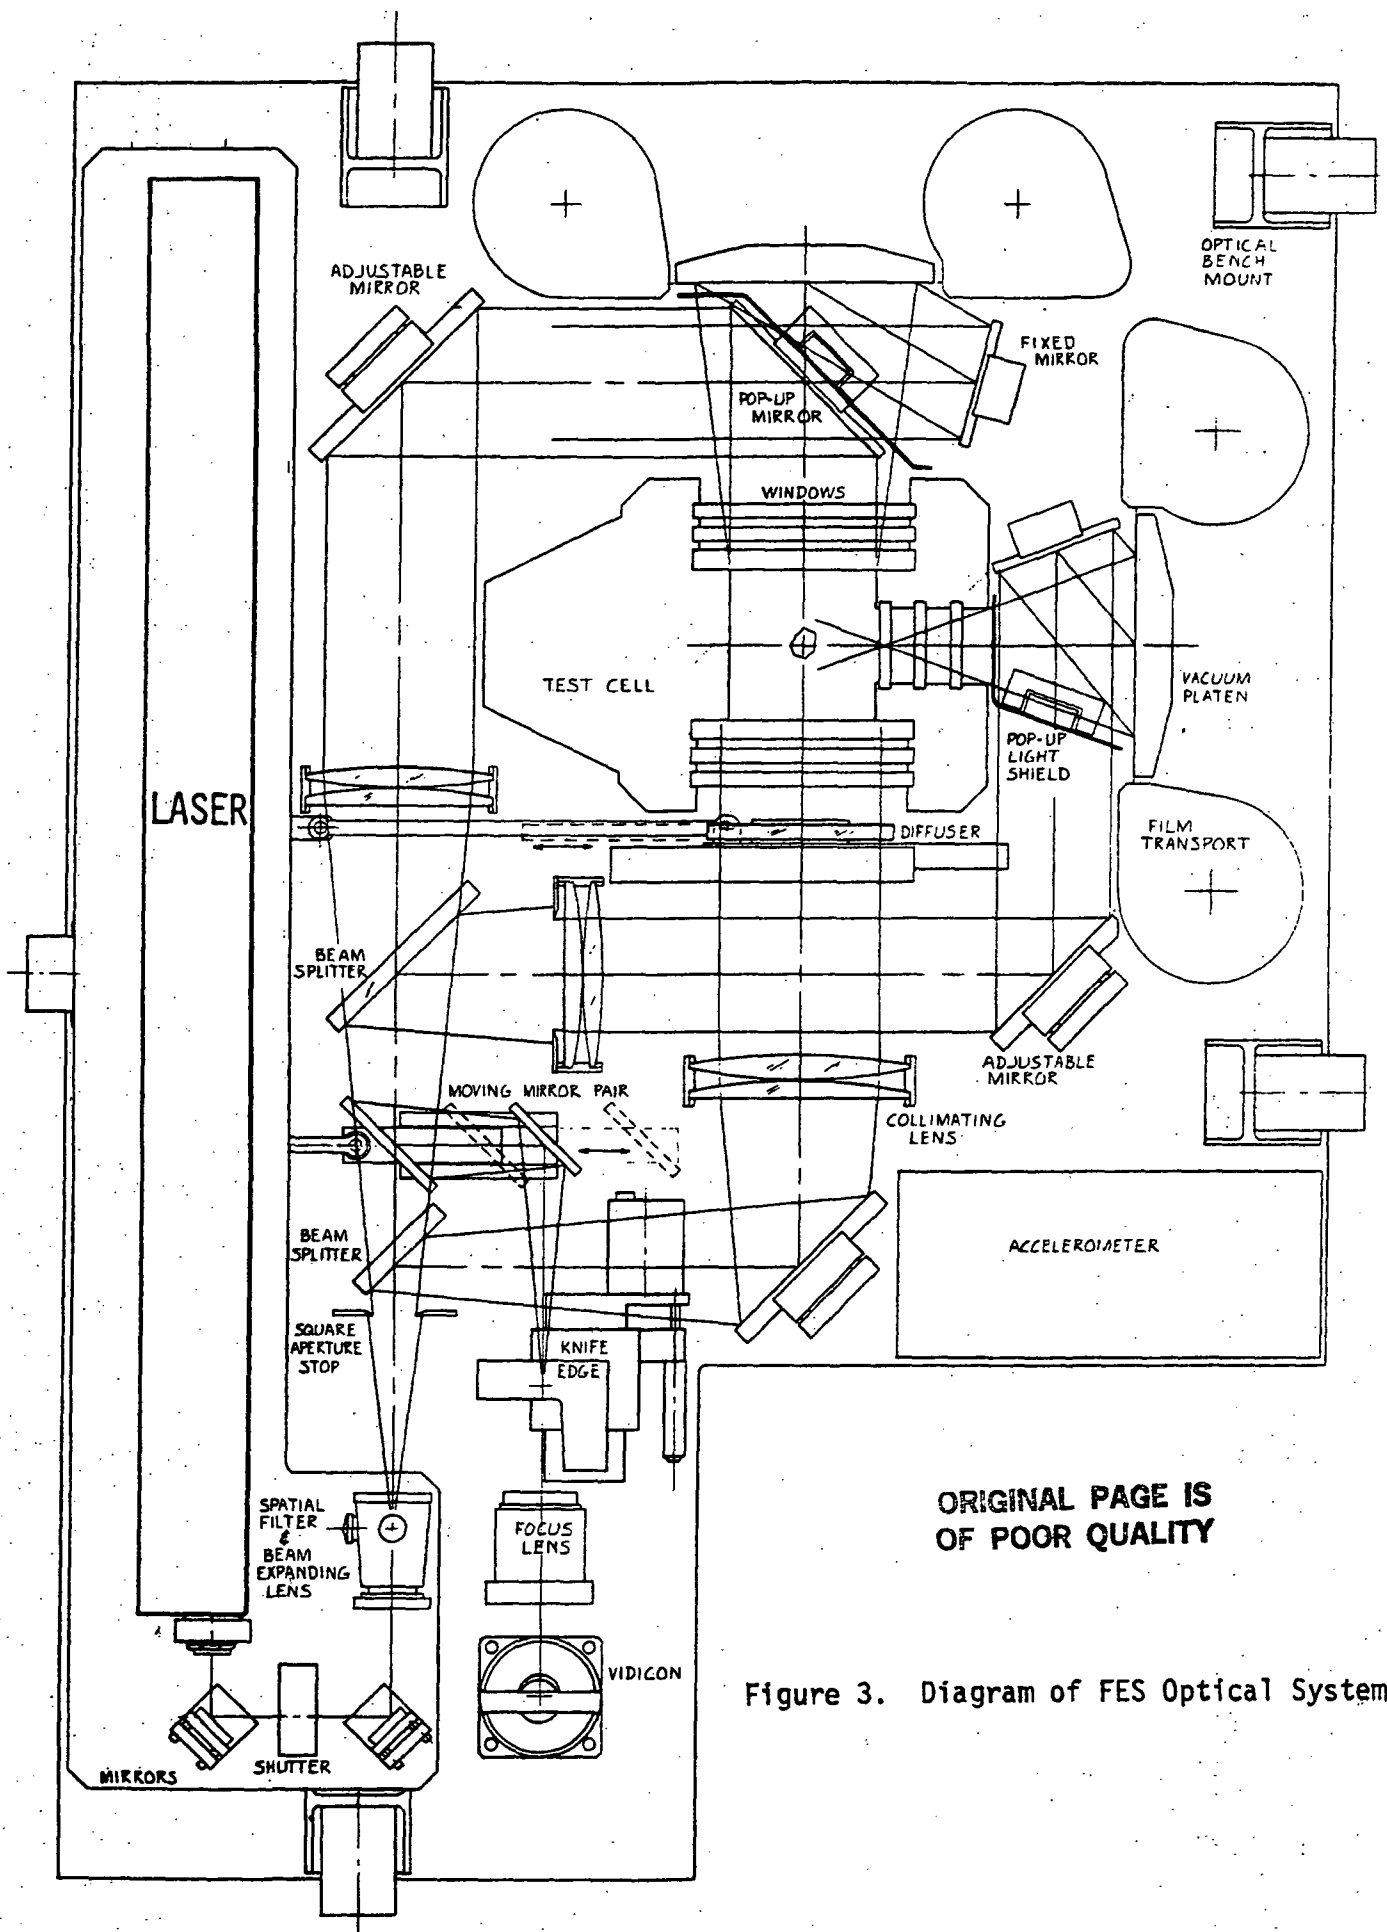 OPTICAL
BENCH
MOUNT
ADJUSTABLE
MIRROR
FIXED
MIRROR
POP-UP
MIRROR
WINDOWS
TEST CELL
VACUUM
PLATEN
POP-UP
LIGHT
SHIELD
LASER
DIFFUSER
FILM
TRANSPORT
BEAM
SPLITTER
ADJUSTABLE
MIRROR
MOVING MIRROR PAIR
COLLIMATING
LENS
BEAM
SPLITTER
ACCELEROMETER
SQUARE
APERTURE
STOP
KNIFE
EDGE
SPATIAL
FILTER
&
BEAM
EXPANDING
LENS
FOCUS
LENS
ORIGINAL PAGE IS
OF POOR QUALITY
VIDICON
Figure 3. Diagram of FES Optical System
SHUTTER
MIRRORS